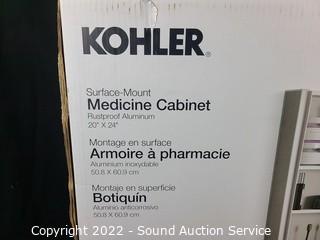 KOHLER®
Surface-Mount
Medicine Cabinet
Rustproof Aluminum
20" X 24"
Montage en surface
Armoire à pharmacie
Aluminium inoxydable
50.8 X 60.9 cm
Montaje en superficie
Botiquín
Aluminio anticorrosivo
50.8 X 60.9 cm
Copyright 2022 - Sound Auction Service